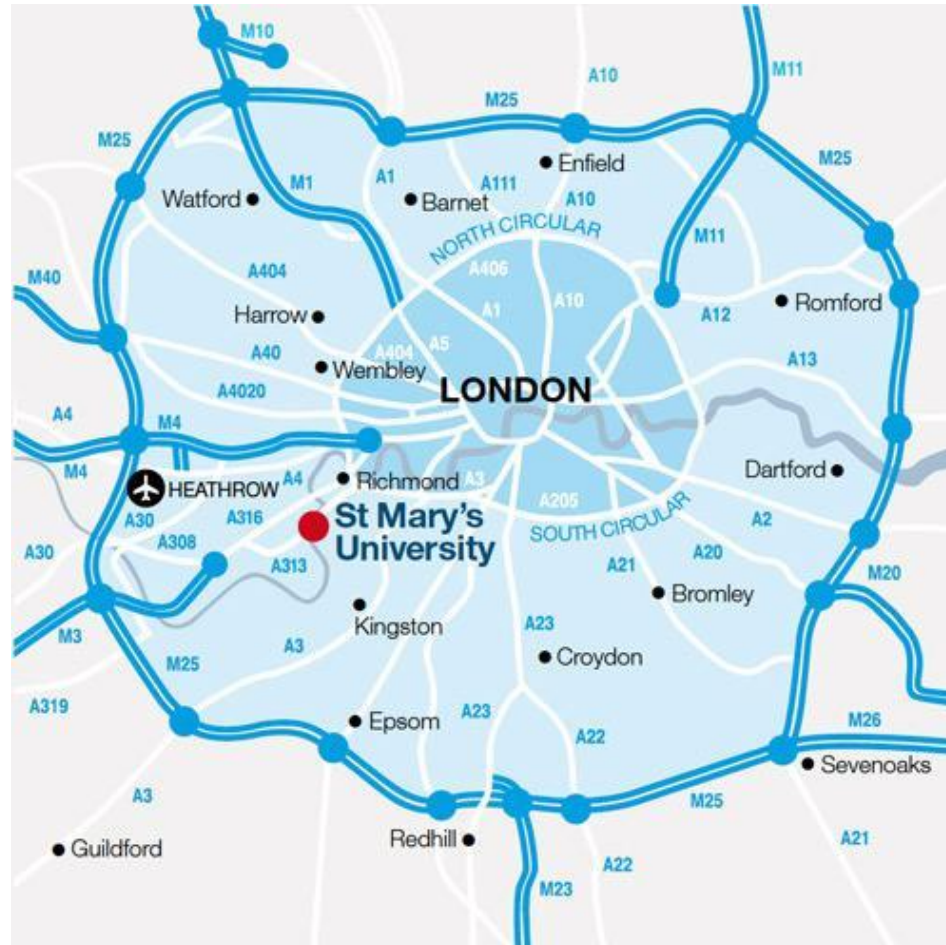 M10
M11
A10
M25
M25
M25
Enfield
A1
A111
Watford
M1
Barnet
A10
NORTH CIRCULAR
M11
A404
A406
M40
Harrow
A1
A10
Romford
A12
A40
A404
A5
Wembley
A13
LONDON
A4020
A4
M4
M4
HEATHROW
A4
Richmond
A3
Dartford
A205
A30
A316
St Mary's
University
SOUTH CIRCULAR
A2
A30
A308
A313
A21
A20
M20
Bromley
Kingston
M3
A3
A23
M25
Croydon
A319
Epsom
A23
A22
M26
Sevenoaks
A3
M25
Guildford
Redhill
A22
A21
M23